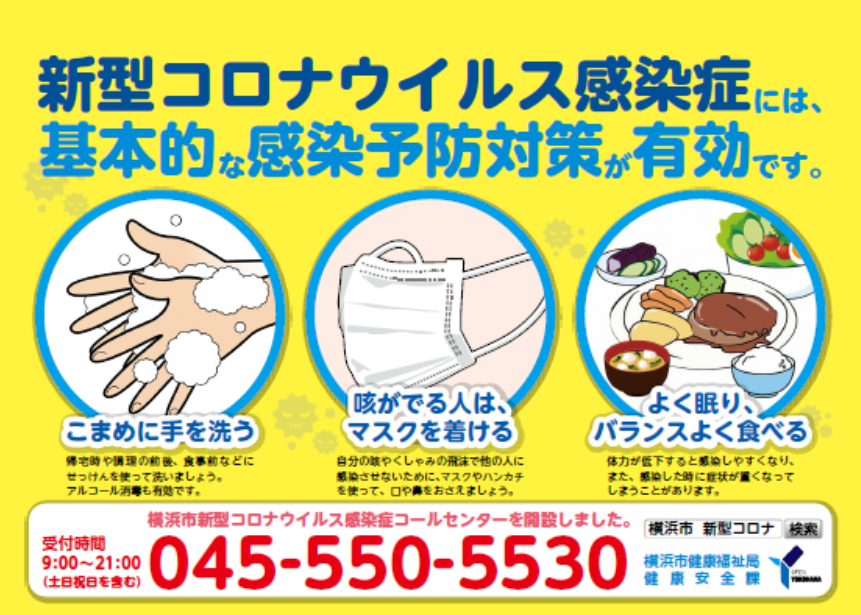 新型コロナウイルス感染症には、
基本的な感染予防対策が有効です。
こまめに手を洗う
帰宅時や調理の前後、食事前などに
せっけんを使って洗いましょう。
アルコール消毒も有効です。
咳がでる人は、
マスクを着ける
自分の咳やくしゃみの飛沫で他の人に
感染させないために、マスクやハンカチ
を使って、口や鼻をおさえましょう。
よく眠り、
バランスよく食べる
体力が低下すると感染しやすくなり、
また、感染した時に症状が重くなって
しまうことがあります。
横浜市新型コロナウイルス感染症コールセンターを開設しました。
受付時間
9:00～21:00
(土日祝日を含む)
045-550-5530
横浜市 新型コロナ 検索
横浜市健康福祉局
健康安全課
OPEN
YOKOHAMA